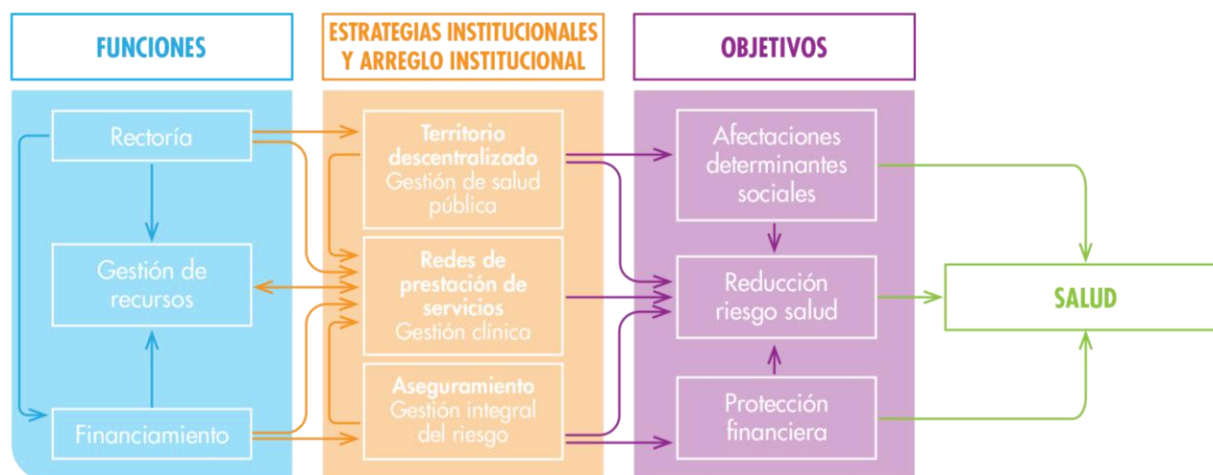 FUNCIONES
ESTRATEGIAS INSTITUCIONALES
Y ARREGLO INSTITUCIONAL
OBJETIVOS
Rectoría
Gestión de
recursos
Financiamiento
Territorio
descentralizado
Gestión de salud
pública
Redes de
prestación de
servicios
Gestión clínica
Aseguramiento
Gestión integral
del riesgo
Afectaciones
determinantes
sociales
Reducción
riesgo salud
Protección
financiera
SALUD